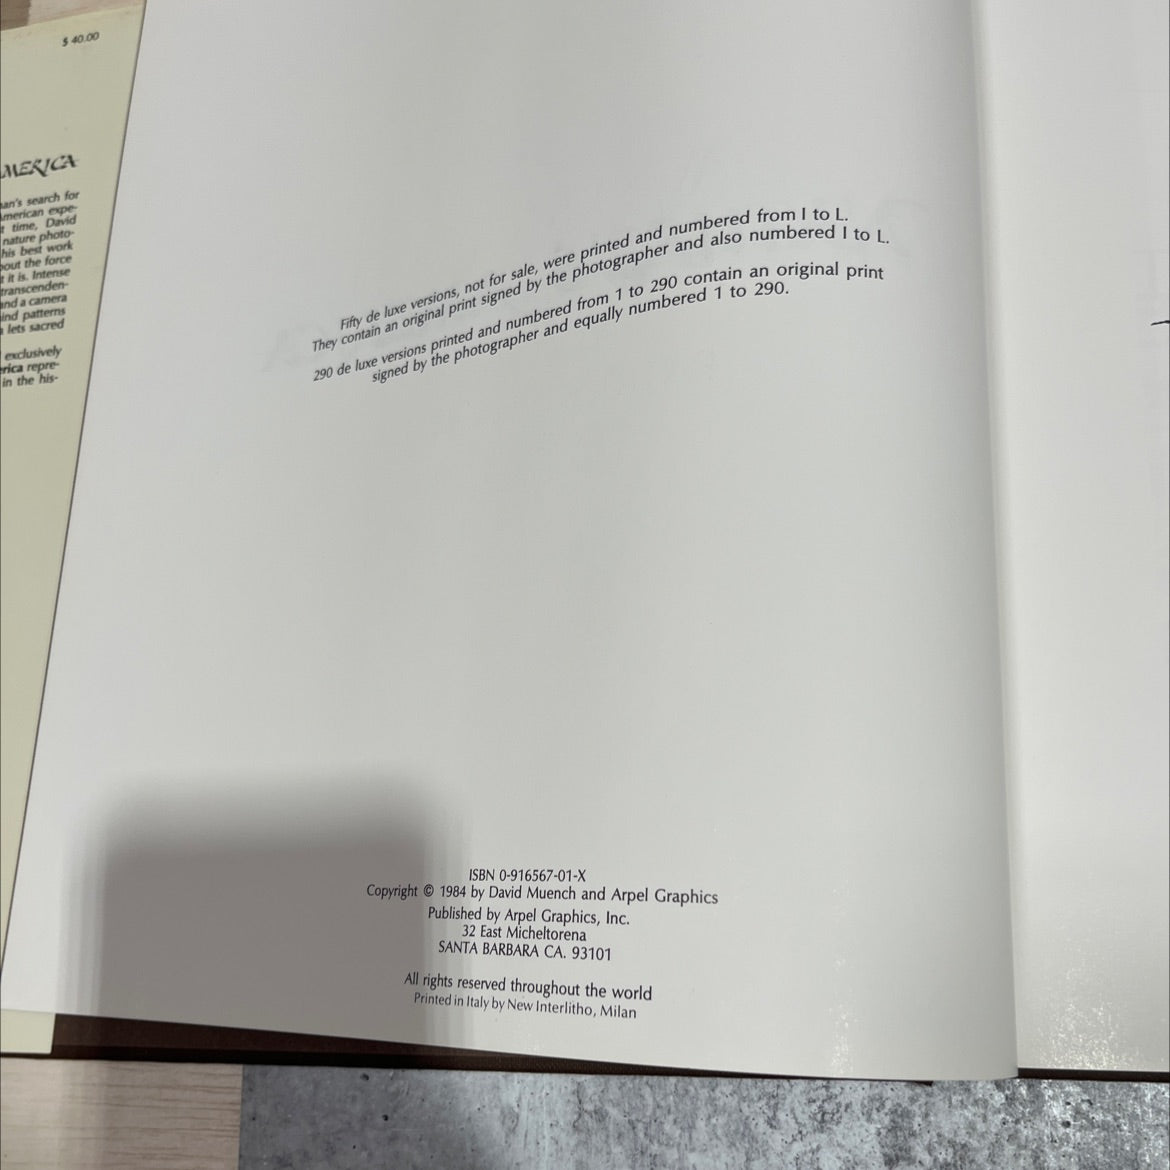 $ 40.00
MERICA
an's search for
merican expe-
t time, David
nature photo-
his best work
out the force
t it is. Intense
transcenden-
nd a camera
ind patterns
lets sacred
exclusively
erica repre-
in the his-
Fifty de luxe versions, not for sale, were printed and numbered from I to L.
They contain an original print signed by the photographer and also numbered I to L.
290 de luxe versions printed and numbered from 1 to 290 contain an original print
signed by the photographer and equally numbered 1 to 290.
ISBN 0-916567-01-X
Copyright © 1984 by David Muench and Arpel Graphics
Published by Arpel Graphics, Inc.
32 East Micheltorena
SANTA BARBARA CA. 93101
All rights reserved throughout the world
Printed in Italy by New Interlitho, Milan